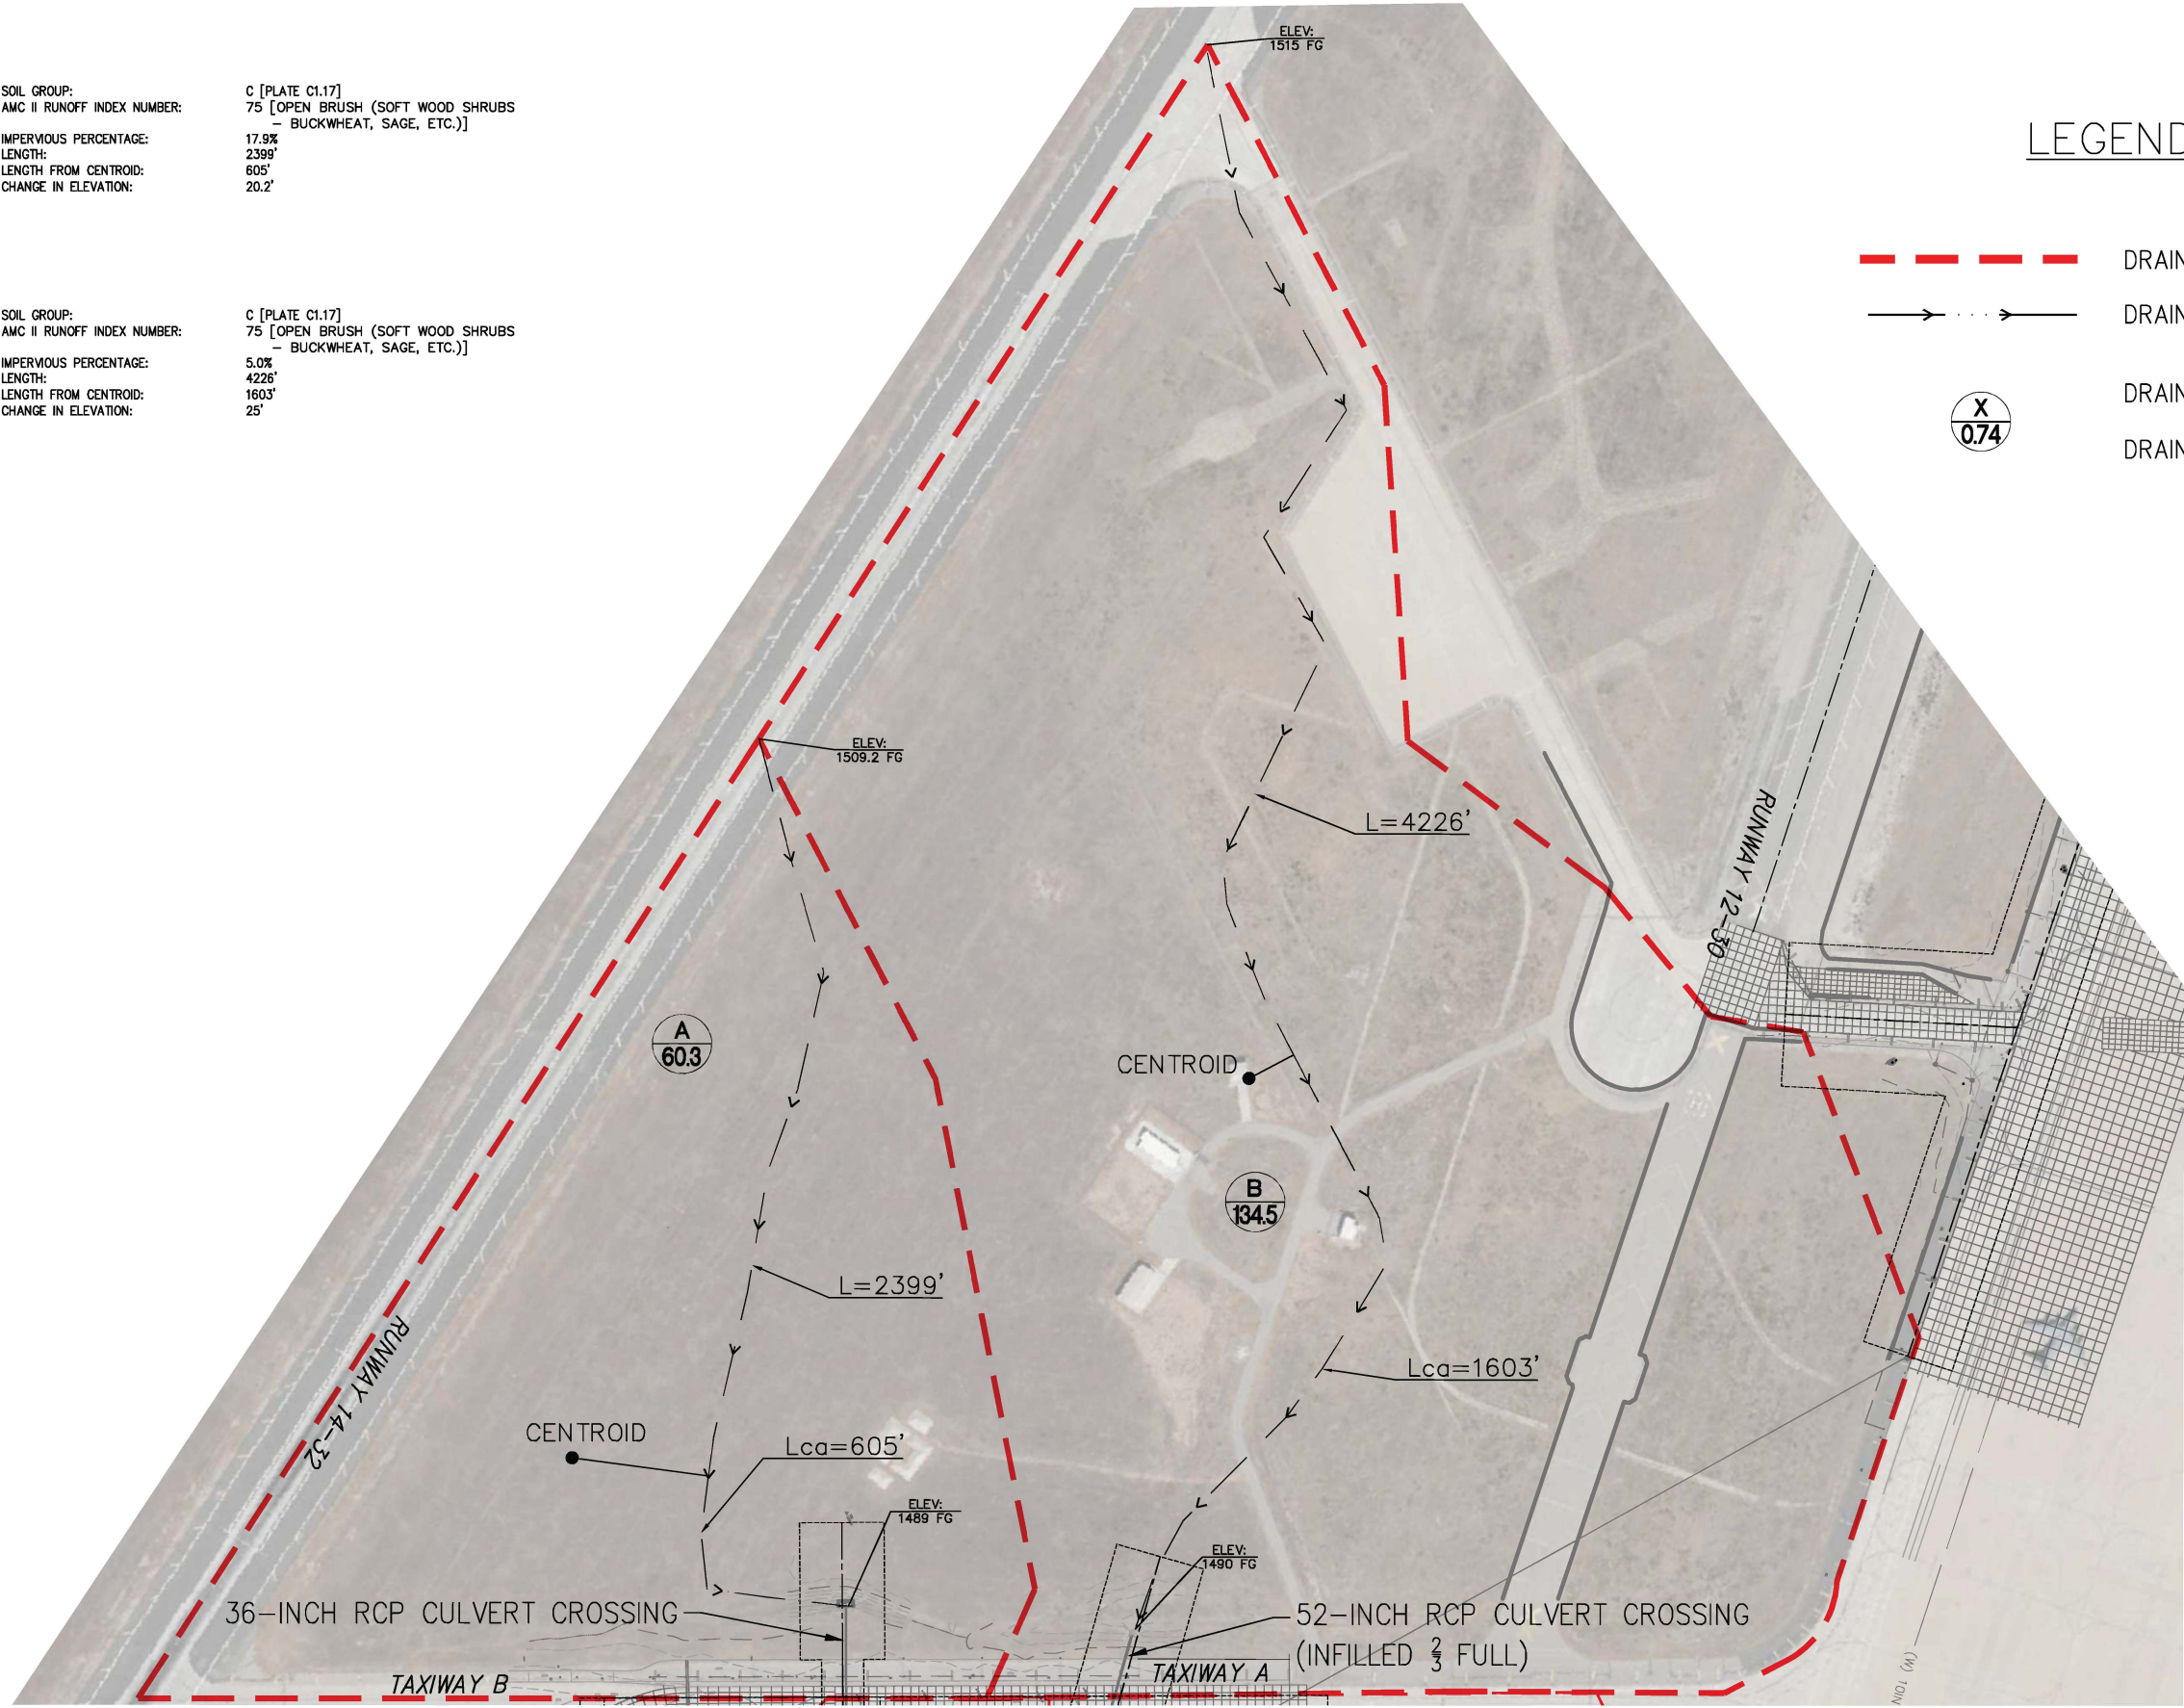 SOIL GROUP: C [PLATE C1.17]
AMC II RUNOFF INDEX NUMBER: 75 [OPEN BRUSH (SOFT WOOD SHRUBS
– BUCKWHEAT, SAGE, ETC.)]
IMPERVIOUS PERCENTAGE: 17.9%
LENGTH: 2399'
LENGTH FROM CENTROID: 605'
CHANGE IN ELEVATION: 20.2'
SOIL GROUP: C [PLATE C1.17]
AMC II RUNOFF INDEX NUMBER: 75 [OPEN BRUSH (SOFT WOOD SHRUBS
– BUCKWHEAT, SAGE, ETC.)]
IMPERVIOUS PERCENTAGE: 5.0%
LENGTH: 4226'
LENGTH FROM CENTROID: 1603'
CHANGE IN ELEVATION: 25'
ELEV:
1515 FG
LEGEND
DRAIN
DRAIN
DRAIN
X
0.74
DRAIN
ELEV:
1509.2 FG
L=4226'
RUNWAY 12-30
A
60.3
CENTROID
B
134.5
L=2399'
RUNWAY 14-32
Lca=1603'
CENTROID
Lca=605'
ELEV:
1489 FG
ELEV:
1490 FG
36-INCH RCP CULVERT CROSSING
52-INCH RCP CULVERT CROSSING
(INFILLED 2/3 FULL)
TAXIWAY B
TAXIWAY A
(W) 10IN